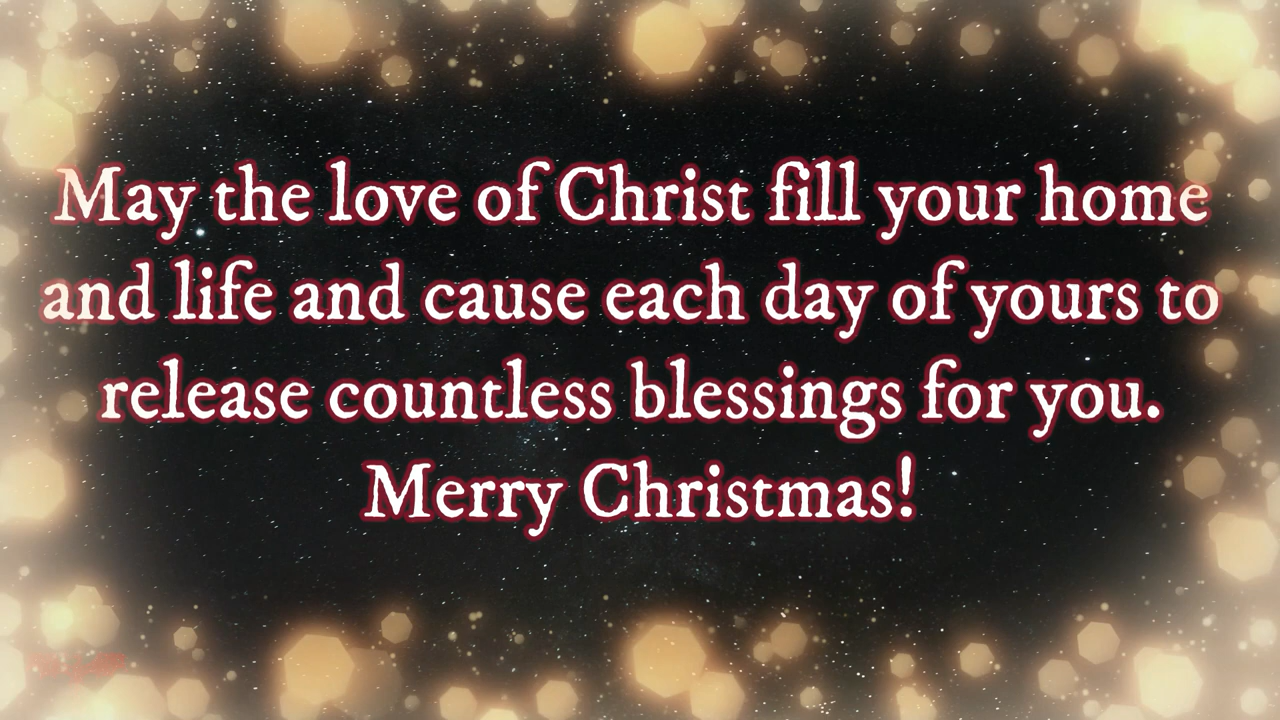 May the love of Christ fill your home
and life and cause each day of yours to
release countless blessings for you.
Merry Christmas!